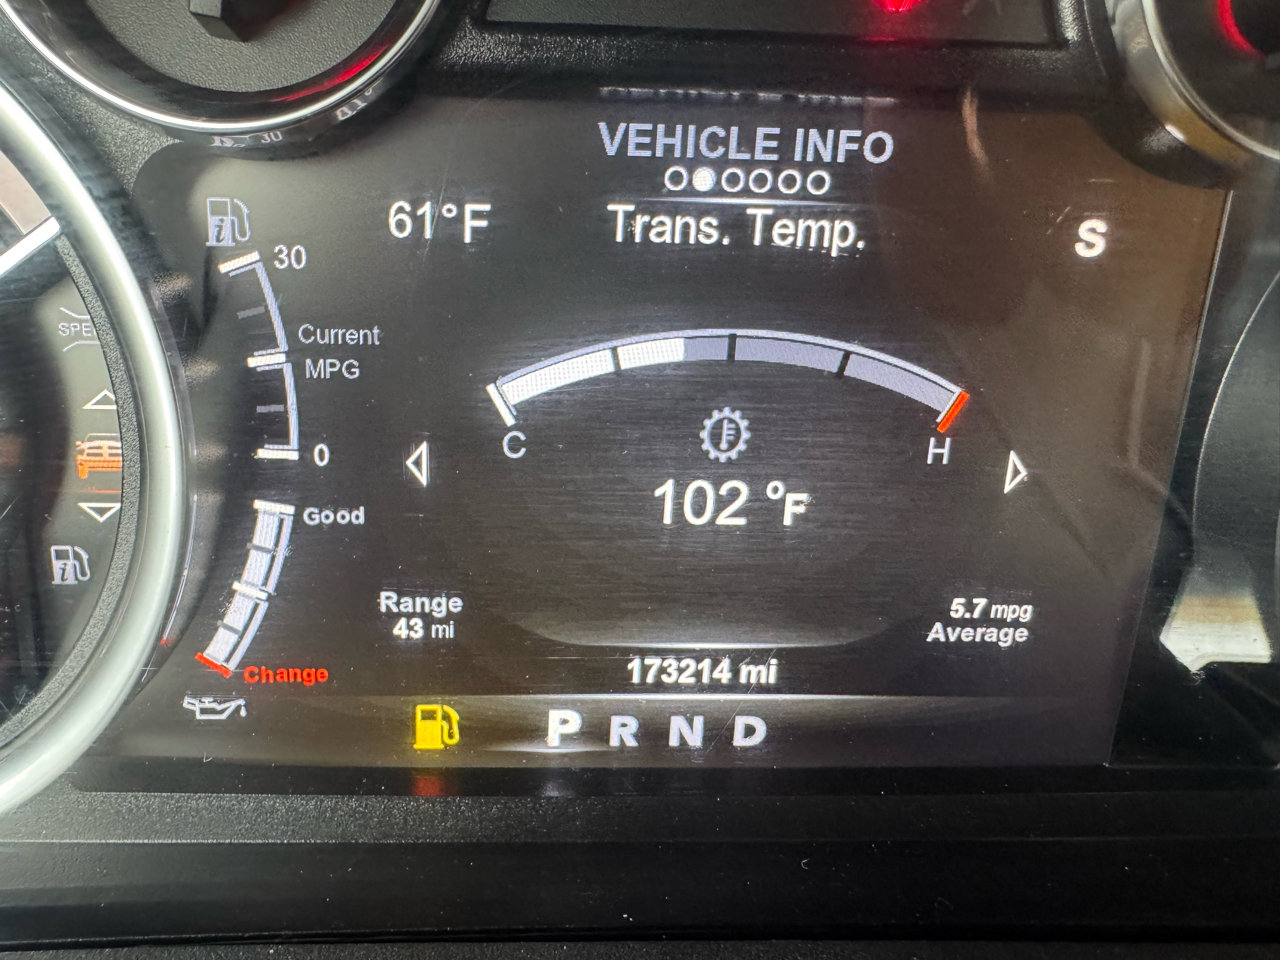 VEHICLE INFO
61°F
Trans. Temp.
S
30
Current
MPG
0
C
H
102 °F
Good
Change
Range
43 mi
5.7 mpg
Average
173214 mi
P R N D